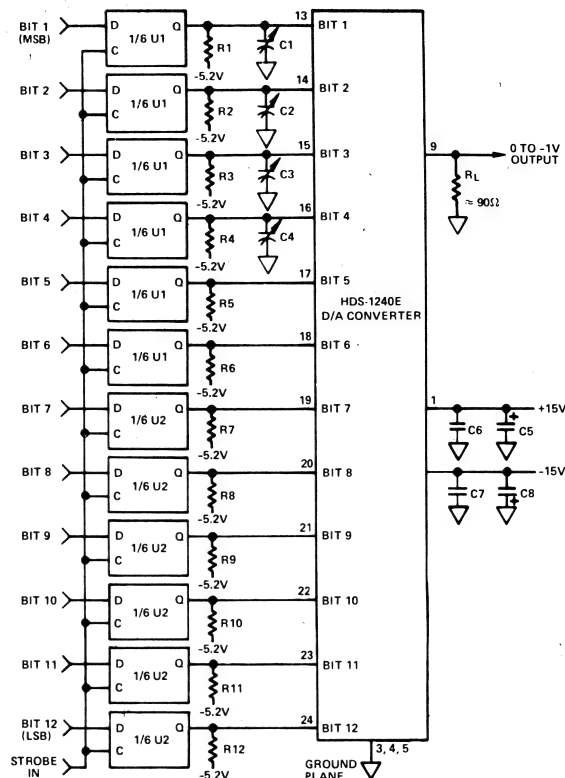 BIT 1 (MSB) D Q 1/6 U1 C R1 -5.2V C1 13 BIT 1
BIT 2 D Q 1/6 U1 C R2 -5.2V C2 14 BIT 2
BIT 3 D Q 1/6 U1 C R3 -5.2V C3 15 BIT 3
9 0 TO -1V OUTPUT
RL ≈ 90Ω
BIT 4 D Q 1/6 U1 C R4 -5.2V C4 16 BIT 4
BIT 5 D Q 1/6 U1 C R5 -5.2V 17 BIT 5
HDS-1240E
D/A CONVERTER
BIT 6 D Q 1/6 U1 C R6 -5.2V 18 BIT 6
BIT 7 D Q 1/6 U2 C R7 -5.2V 19 BIT 7
1 +15V
C6 C5
BIT 8 D Q 1/6 U2 C R8 -5.2V 20 BIT 8
-15V
C7 C8
BIT 9 D Q 1/6 U2 C R9 -5.2V 21 BIT 9
BIT 10 D Q 1/6 U2 C R10 -5.2V 22 BIT 10
BIT 11 D Q 1/6 U2 C R11 -5.2V 23 BIT 11
BIT 12 (LSB) D Q 1/6 U2 C R12 -5.2V 24 BIT 12
STROBE IN
3, 4, 5
GROUND PLANE